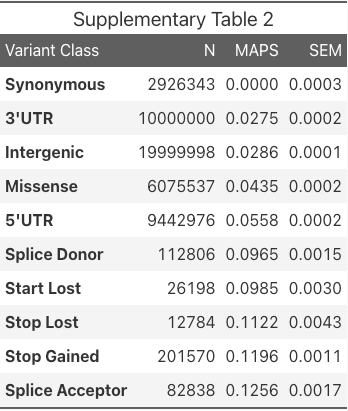 Supplementary Table 2
Variant Class N MAPS SEM
Synonymous 2926343 0.0000 0.0003
3'UTR 10000000 0.0275 0.0002
Intergenic 19999998 0.0286 0.0001
Missense 6075537 0.0435 0.0002
5'UTR 9442976 0.0558 0.0002
Splice Donor 112806 0.0965 0.0015
Start Lost 26198 0.0985 0.0030
Stop Lost 12784 0.1122 0.0043
Stop Gained 201570 0.1196 0.0011
Splice Acceptor 82838 0.1256 0.0017